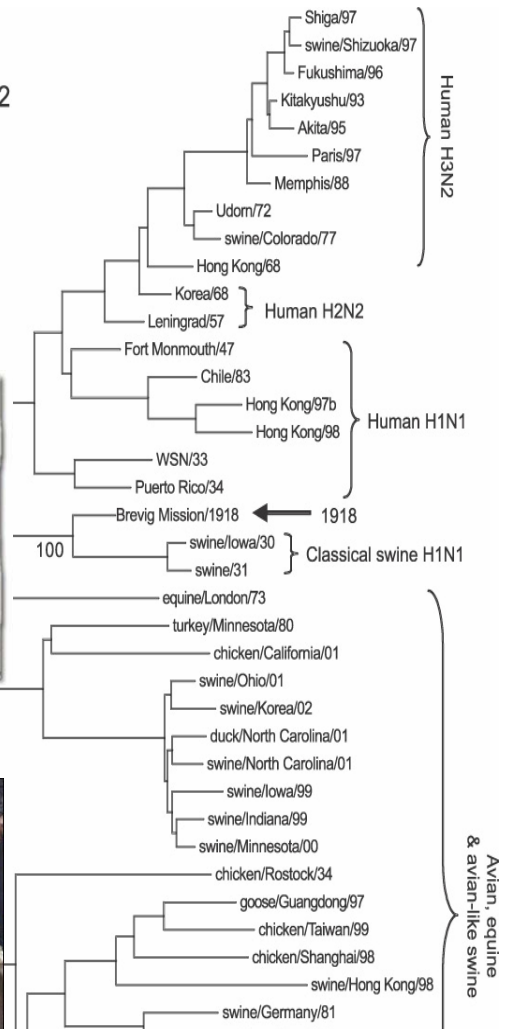 2
Shiga/97
swine/Shizuoka/97
Fukushima/96
Kitakyushu/93
Akita/95
Paris/97
Memphis/88
Human H3N2
Udorn/72
swine/Colorado/77
Hong Kong/68
Korea/68
Leningrad/57
Human H2N2
Fort Monmouth/47
Chile/83
Hong Kong/97b
Hong Kong/98
Human H1N1
WSN/33
Puerto Rico/34
Brevig Mission/1918
1918
100
swine/Iowa/30
swine/31
Classical swine H1N1
equine/London/73
turkey/Minnesota/80
chicken/California/01
swine/Ohio/01
swine/Korea/02
duck/North Carolina/01
swine/North Carolina/01
swine/Iowa/99
swine/Indiana/99
swine/Minnesota/00
chicken/Rostock/34
goose/Guangdong/97
chicken/Taiwan/99
chicken/Shanghai/98
swine/Hong Kong/98
swine/Germany/81
Avian, equine
& avian-like swine